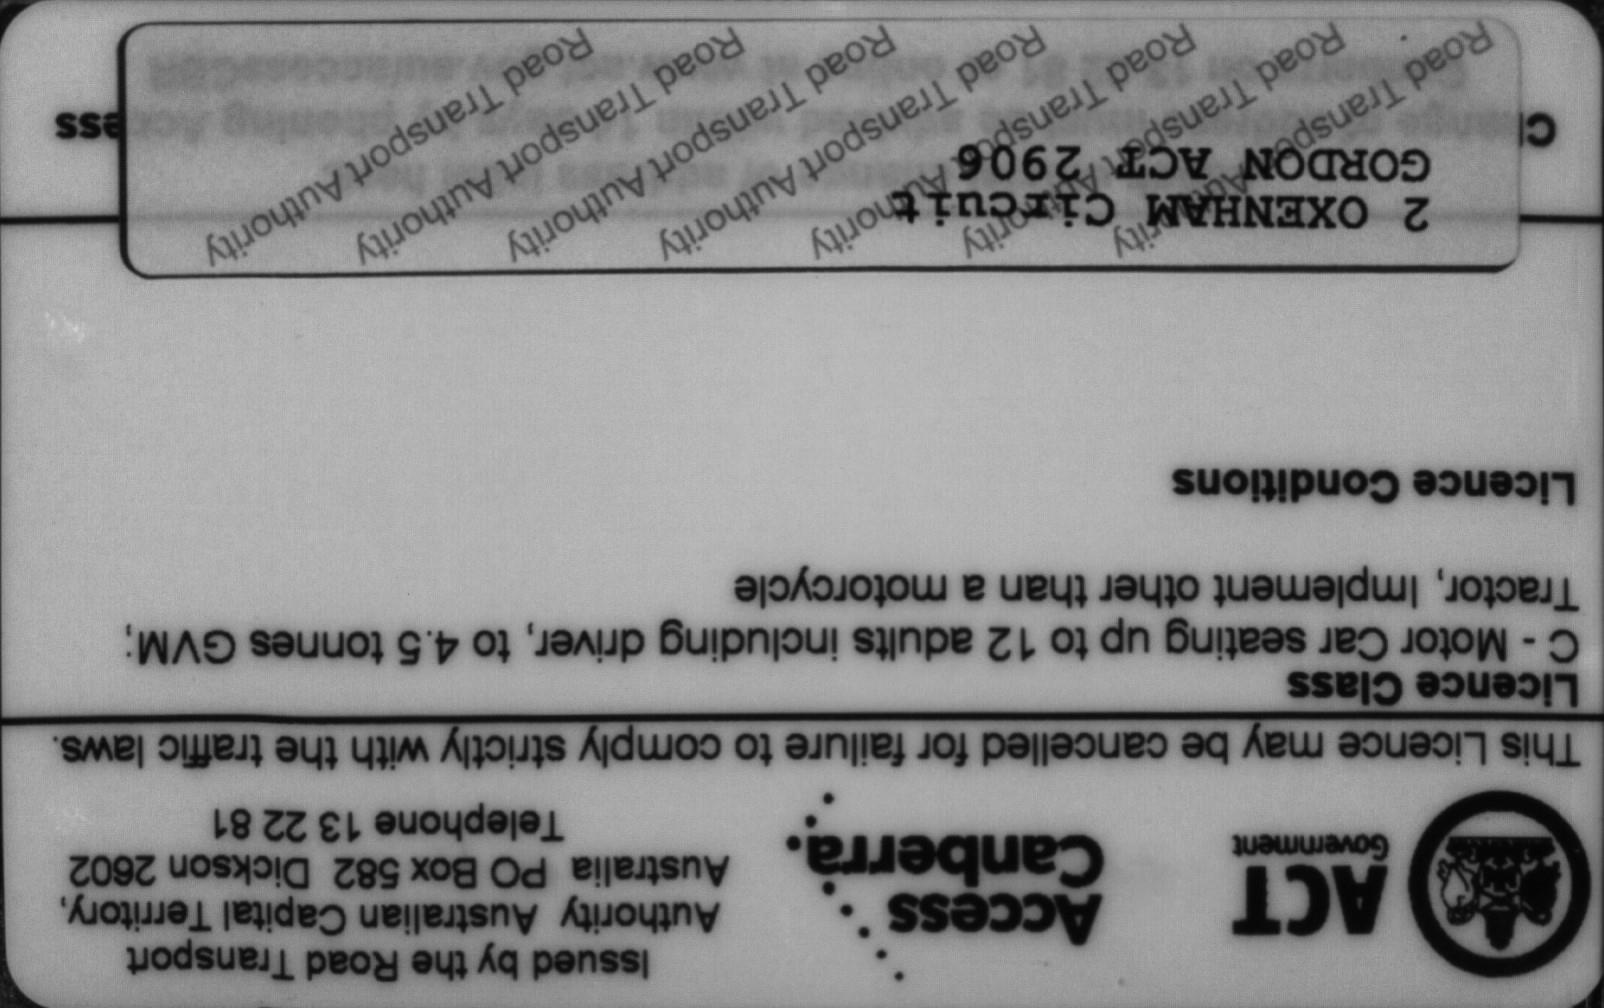 ACT
Government
Access
Canberra.
Issued by the Road Transport
Authority Australian Capital Territory,
Australia PO Box 582 Dickson 2602
Telephone 13 22 81
This Licence may be cancelled for failure to comply strictly with the traffic laws.
Licence Class
C - Motor Car seating up to 12 adults including driver, to 4.5 tonnes GVM;
Tractor, Implement other than a motorcycle
Licence Conditions
2 OXENHAM Circuit
GORDON ACT 2906
Road Transport Authority
Road Transport Authority
Road Transport Authority
Road Transport Authority
Road Transport Authority
Road Transport Authority
Road Transport Authority